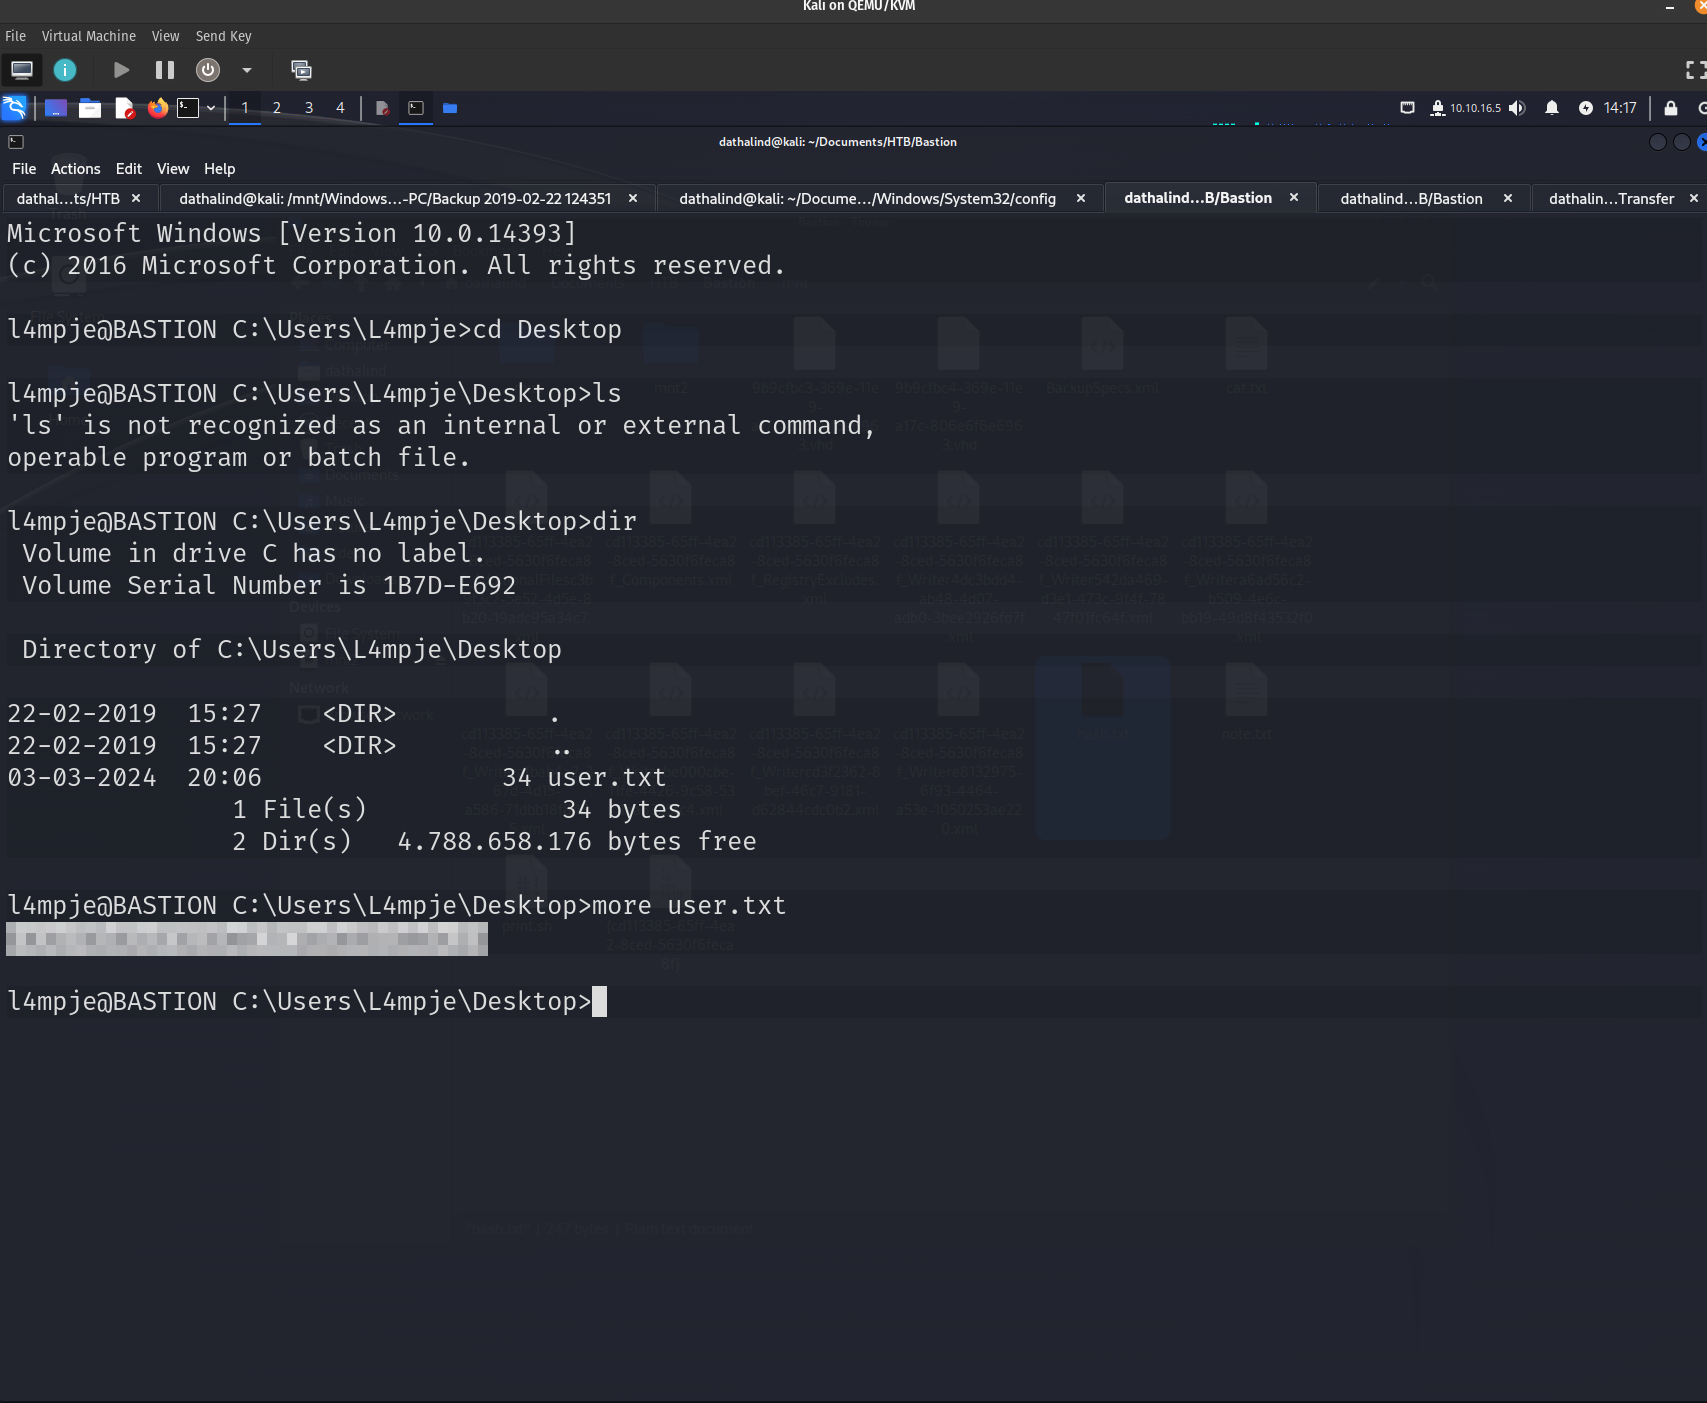 Kali on QEMU/KVM
File Virtual Machine View Send Key
1 2 3 4 10.10.16.5 14:17
dathalind@kali: ~/Documents/HTB/Bastion
File Actions Edit View Help
dathal...ts/HTB dathalind@kali: /mnt/Windows...-PC/Backup 2019-02-22 124351 dathalind@kali: ~/Docume.../Windows/System32/config dathalind...B/Bastion dathalind...B/Bastion dathalin...Transfer
Microsoft Windows [Version 10.0.14393]
(c) 2016 Microsoft Corporation. All rights reserved.
l4mpje@BASTION C:\Users\L4mpje>cd Desktop
l4mpje@BASTION C:\Users\L4mpje\Desktop>ls
'ls' is not recognized as an internal or external command,
operable program or batch file.
l4mpje@BASTION C:\Users\L4mpje\Desktop>dir
Volume in drive C has no label.
Volume Serial Number is 1B7D-E692
Directory of C:\Users\L4mpje\Desktop
22-02-2019  15:27    <DIR>          .
22-02-2019  15:27    <DIR>          ..
03-03-2024  20:06                34 user.txt
1 File(s)             34 bytes
2 Dir(s)   4.788.658.176 bytes free
l4mpje@BASTION C:\Users\L4mpje\Desktop>more user.txt
l4mpje@BASTION C:\Users\L4mpje\Desktop>